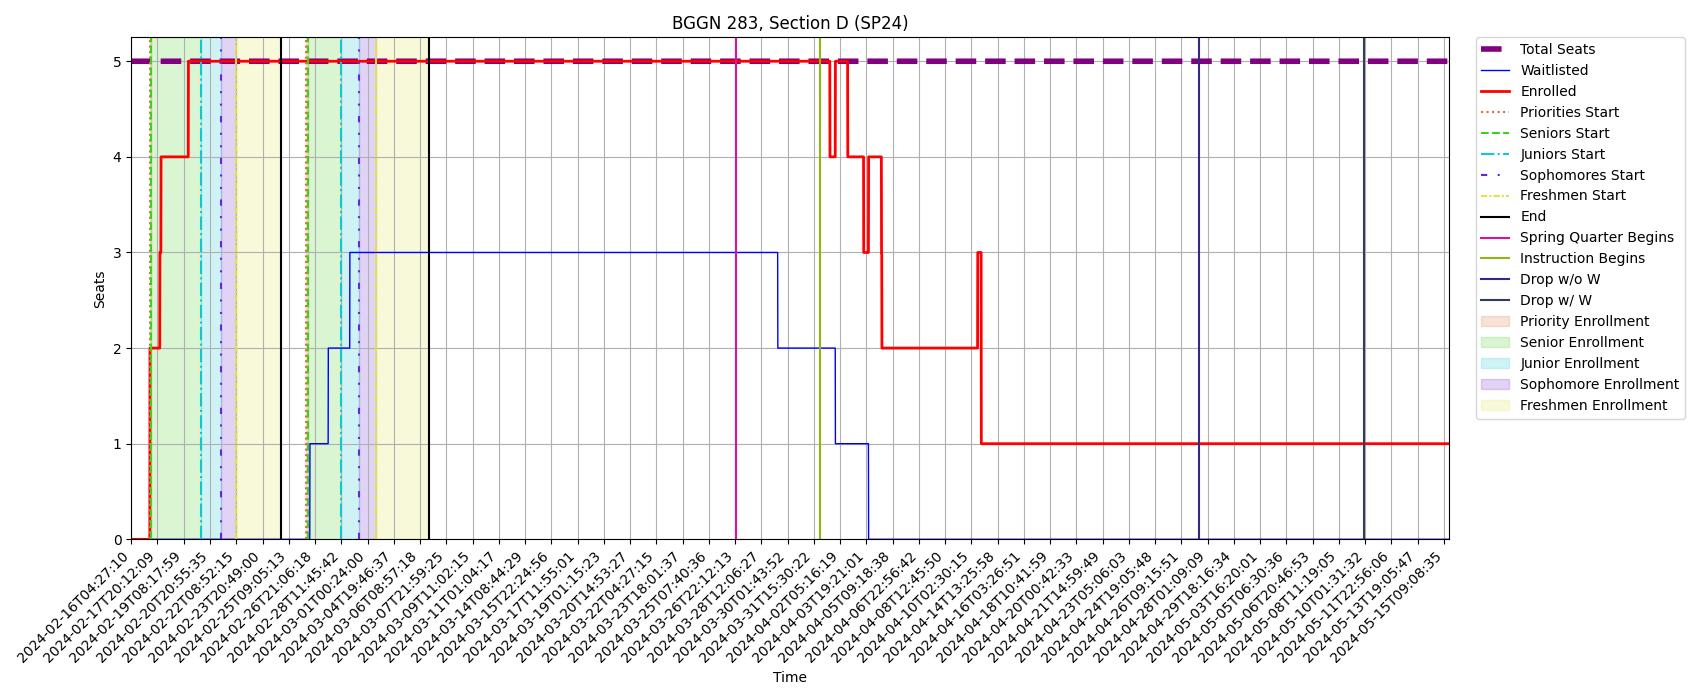 BGGN 283, Section D (SP24)
Seats
5
4
3
2
1
0
2024-02-16T04:27:10
2024-02-17T20:12:09
2024-02-19T08:17:59
2024-02-20T20:55:35
2024-02-22T08:52:15
2024-02-23T20:49:00
2024-02-25T09:05:13
2024-02-26T21:06:18
2024-02-28T11:45:42
2024-03-01T00:24:00
2024-03-04T19:46:37
2024-03-06T08:57:18
2024-03-07T21:59:25
2024-03-11T01:02:15
2024-03-11T01:04:17
2024-03-14T08:44:29
2024-03-15T22:24:56
2024-03-17T11:55:01
2024-03-19T01:15:23
2024-03-20T14:53:27
2024-03-22T04:27:15
2024-03-23T18:01:37
2024-03-25T07:40:36
2024-03-26T22:12:13
2024-03-28T12:06:27
2024-03-30T01:43:52
2024-03-31T15:30:22
2024-04-02T05:16:19
2024-04-03T19:21:01
2024-04-05T09:18:38
2024-04-06T22:56:42
2024-04-08T12:45:50
2024-04-10T02:30:15
2024-04-14T13:25:58
2024-04-16T03:26:51
2024-04-18T10:41:59
2024-04-20T00:42:33
2024-04-21T14:59:49
2024-04-23T05:06:03
2024-04-24T19:05:48
2024-04-26T09:15:51
2024-04-28T01:09:09
2024-04-29T18:16:34
2024-05-03T16:20:01
2024-05-05T06:30:36
2024-05-06T20:46:53
2024-05-08T11:19:05
2024-05-10T01:31:32
2024-05-11T22:56:06
2024-05-13T19:05:47
2024-05-15T19:08:35
Time
Total Seats
Waitlisted
Enrolled
Priorities Start
Seniors Start
Juniors Start
Sophomores Start
Freshmen Start
End
Spring Quarter Begins
Instruction Begins
Drop w/o W
Drop w/ W
Priority Enrollment
Senior Enrollment
Junior Enrollment
Sophomore Enrollment
Freshmen Enrollment